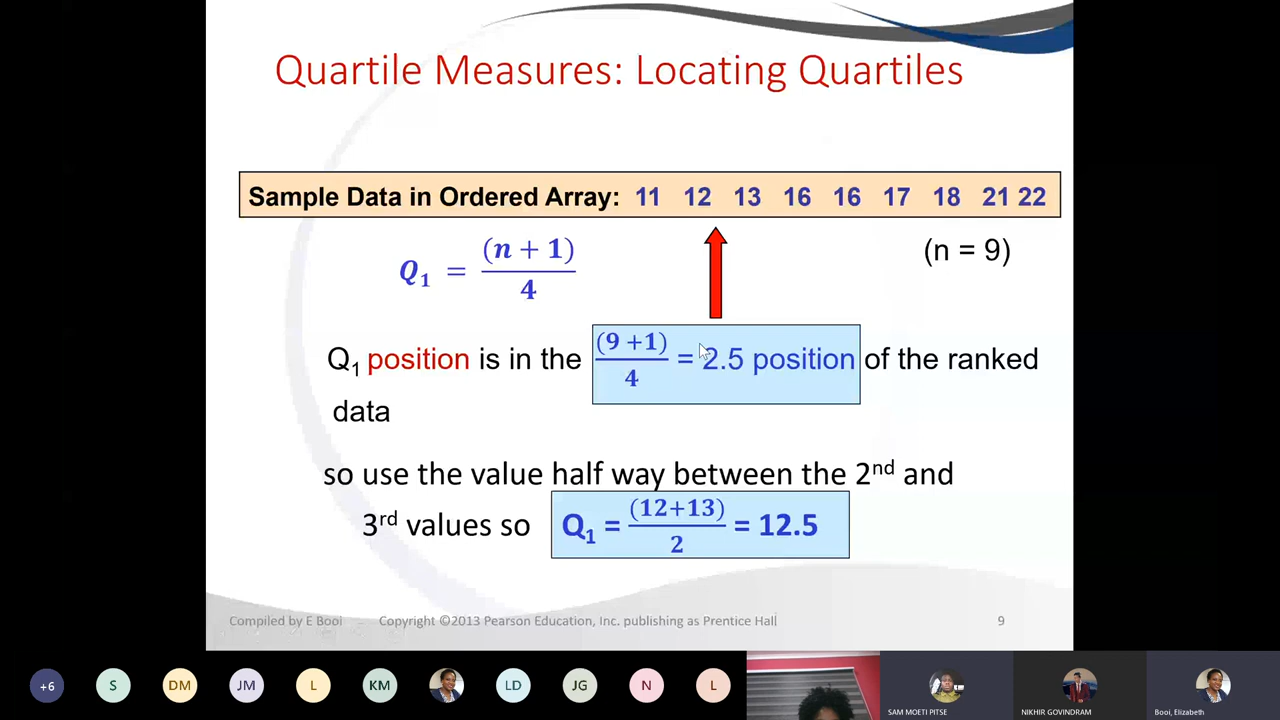 Quartile Measures: Locating Quartiles
Sample Data in Ordered Array: 11 12 13 16 16 17 18 21 22
Q₁ = (n + 1) / 4
(n = 9)
Q₁ position is in the (9 +1) / 4 = 2.5 position of the ranked
data
so use the value half way between the 2nd and
3rd values so Q₁ = (12+13) / 2 = 12.5
Compiled by E Booi Copyright ©2013 Pearson Education, Inc. publishing as Prentice Hall 9
+6 S DM JM L KM LD JG N L
SAM MOETI PITSE NIKHIR GOVINDRAM Booi, Elizabeth